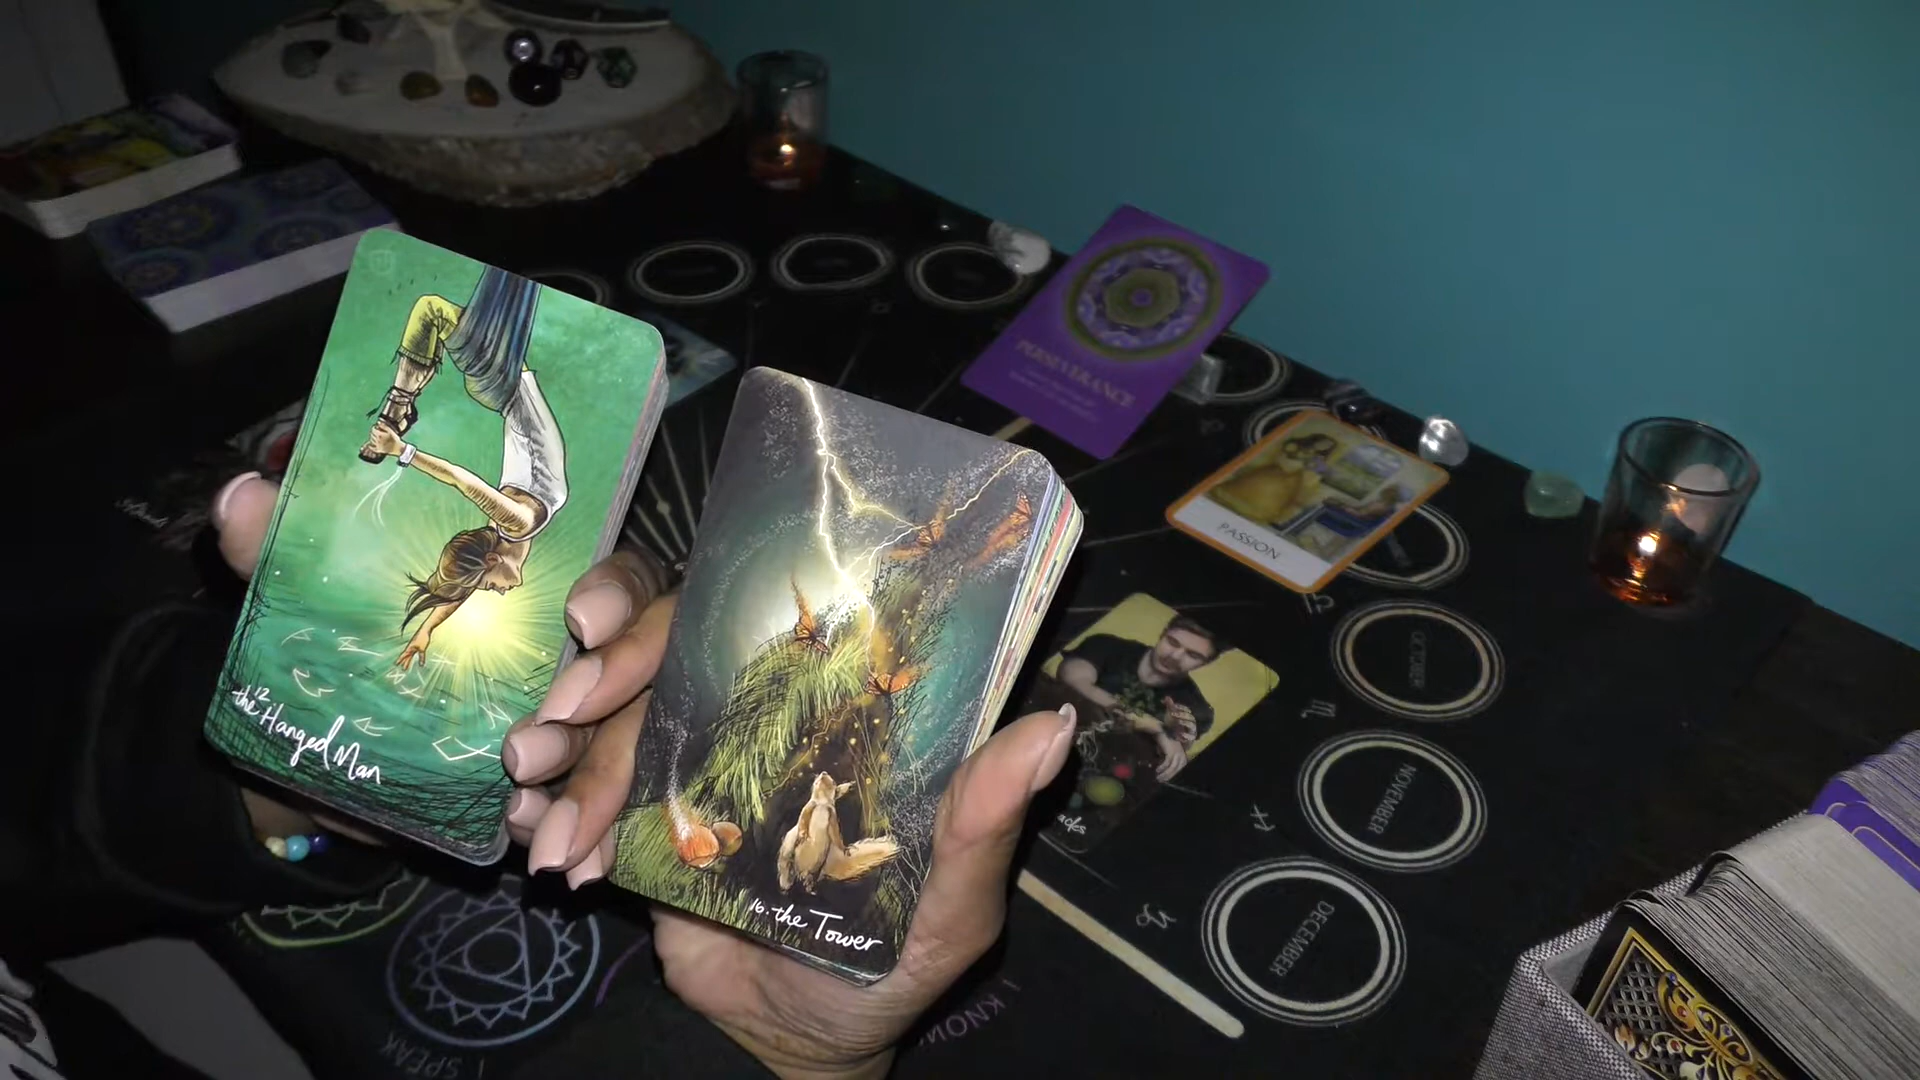 PERSEVERANCE
PASSION
12
the Hanged Man
16. the Tower
OCTOBER
NOVEMBER
DECEMBER
I SPEAK
I KNOW